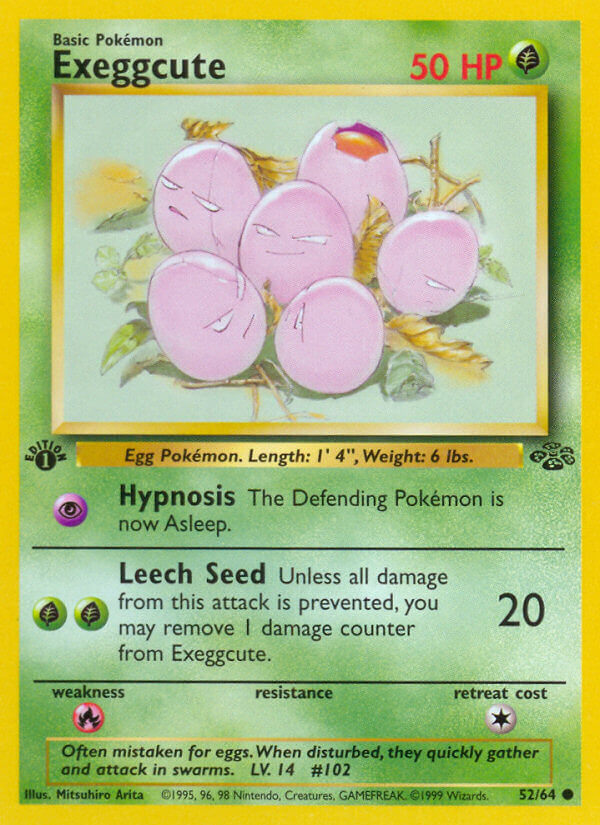 Basic Pokémon
Exeggcute
50 HP
EDITION
1
Egg Pokémon. Length: 1' 4", Weight: 6 lbs.
Hypnosis The Defending Pokémon is
now Asleep.
Leech Seed Unless all damage
from this attack is prevented, you
may remove 1 damage counter
from Exeggcute.
20
weakness resistance retreat cost
Often mistaken for eggs. When disturbed, they quickly gather
and attack in swarms. LV. 14 #102
Illus. Mitsuhiro Arita ©1995, 96, 98 Nintendo, Creatures, GAMEFREAK. ©1999 Wizards. 52/64